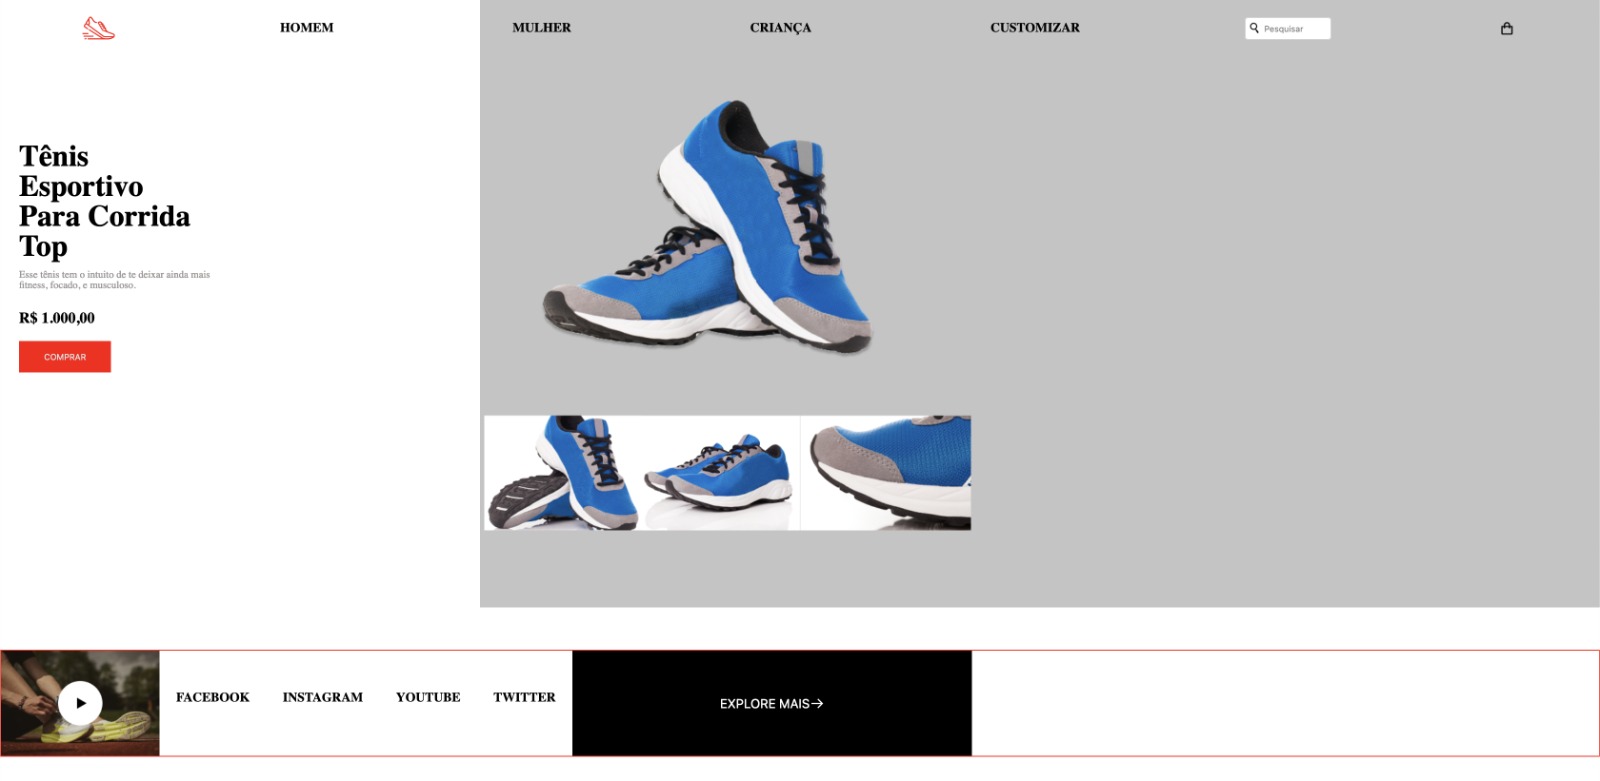 HOMEM
MULHER
CRIANÇA
CUSTOMIZAR
Pesquisar
Tênis
Esportivo
Para Corrida
Top
Esse tênis tem o intuito de te deixar ainda mais
fitness, focado, e musculoso.
R$ 1.000,00
COMPRAR
FACEBOOK
INSTAGRAM
YOUTUBE
TWITTER
EXPLORE MAIS→